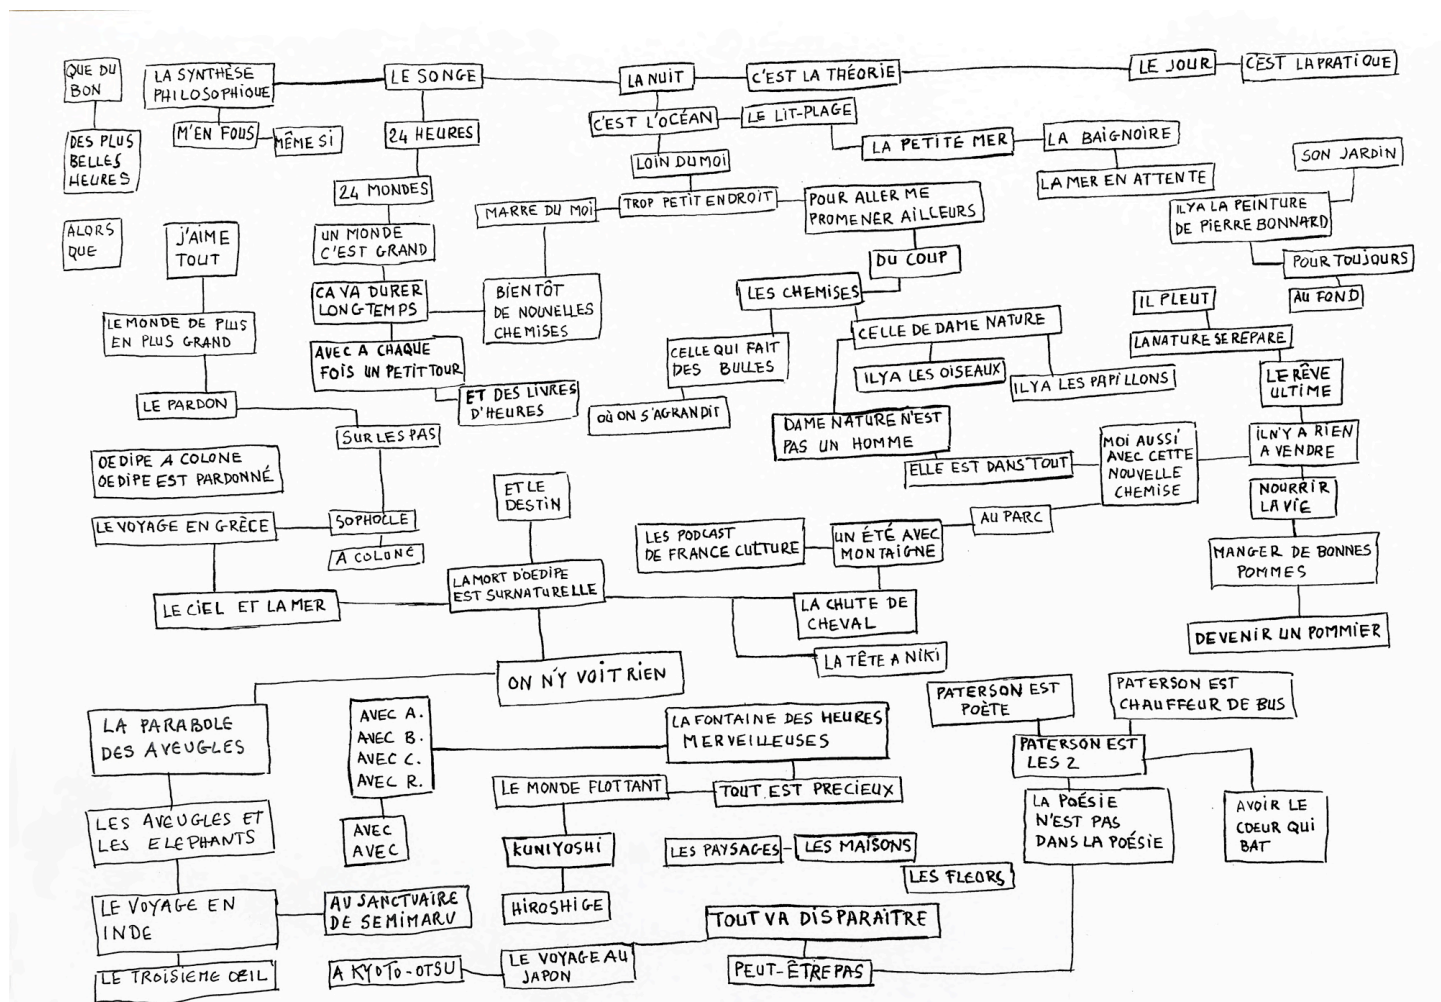 QUE DU
BON
LA SYNTHÈSE
PHILOSOPHIQUE
LE SONGE
LA NUIT
C'EST LA THÉORIE
LE JOUR
C'EST LA PRATIQUE
DES PLUS
BELLES
HEURES
M'EN FOUS
MÊME SI
24 HEURES
C'EST L'OCÉAN
LE LIT-PLAGE
LA PETITE MER
LA BAIGNOIRE
SON JARDIN
LOIN DU MOI
24 MONDES
LA MER EN ATTENTE
MARRE DU MOI
TROP PETIT ENDROIT
POUR ALLER ME
PROMENER AILLEURS
IL Y A LA PEINTURE
DE PIERRE BONNARD
ALORS
QUE
J'AIME
TOUT
UN MONDE
C'EST GRAND
DU COUP
POUR TOUJOURS
ÇA VA DURER
LONGTEMPS
BIENTÔT
DE NOUVELLES
CHEMISES
LES CHEMISES
IL PLEUT
AU FOND
LE MONDE DE PLUS
EN PLUS GRAND
CELLE DE DAME NATURE
LA NATURE SE REPARE
AVEC A CHAQUE
FOIS UN PETIT TOUR
CELLE QUI FAIT
DES BULLES
IL Y A LES OISEAUX
IL Y A LES PAPILLONS
LE RÊVE
ULTIME
LE PARDON
ET DES LIVRES
D'HEURES
OÙ ON S'AGRANDIT
DAME NATURE N'EST
PAS UN HOMME
SUR LES PAS
MOI AUSSI
AVEC CETTE
NOUVELLE
CHEMISE
IL N'Y A RIEN
A VENDRE
OEDIPE A COLONE
OEDIPE EST PARDONNÉ
ELLE EST DANS TOUT
ET LE
DESTIN
NOURRIR
LA VIE
LE VOYAGE EN GRÈCE
SOPHOCLE
A COLONE
LES PODCAST
DE FRANCE CULTURE
UN ÉTÉ AVEC
MONTAIGNE
AU PARC
MANGER DE BONNES
POMMES
LE CIEL ET LA MER
LA MORT D'OEDIPE
EST SURNATURELLE
LA CHUTE DE
CHEVAL
DEVENIR UN POMMIER
ON N'Y VOIT RIEN
LA TÊTE A NIKI
PATERSON EST
POÈTE
PATERSON EST
CHAUFFEUR DE BUS
LA PARABOLE
DES AVEUGLES
AVEC A.
AVEC B.
AVEC C.
AVEC R.
LA FONTAINE DES HEURES
MERVEILLEUSES
PATERSON EST
LES 2
LE MONDE FLOTTANT
TOUT EST PRECIEUX
LES AVEUGLES ET
LES ELEPHANTS
AVEC
AVEC
KUNIYOSHI
LES PAYSAGES
LES MAISONS
LA POÉSIE
N'EST PAS
DANS LA POÉSIE
AVOIR LE
COEUR QUI
BAT
LES FLEURS
LE VOYAGE EN
INDE
AU SANCTUAIRE
DE SEMIMARU
HIROSHIGE
TOUT VA DISPARAITRE
LE TROISIEME ŒIL
A KYOTO-OTSU
LE VOYAGE AU
JAPON
PEUT-ÊTRE PAS